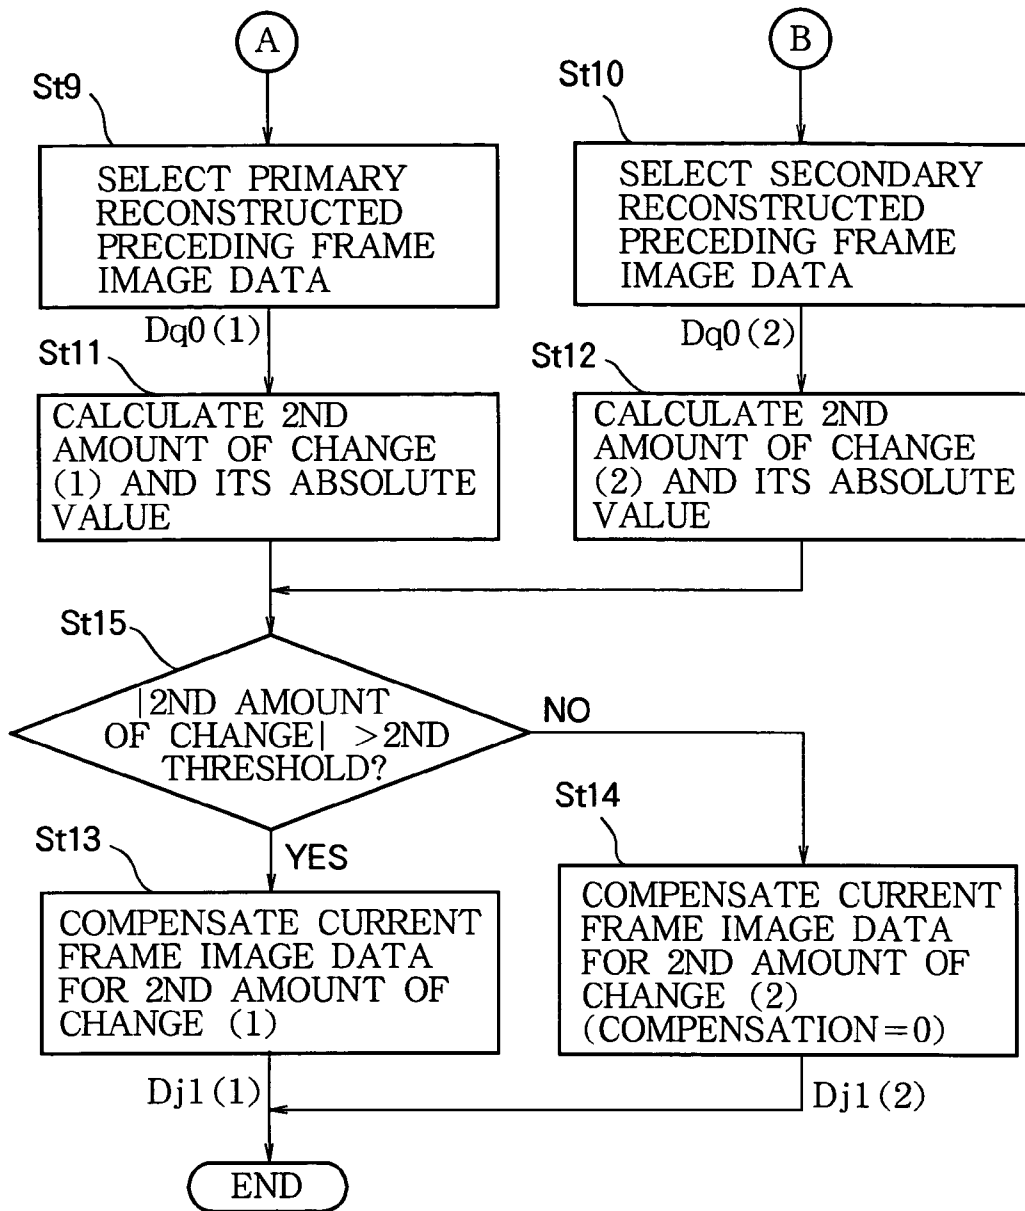 A
B
St9
St10
SELECT PRIMARY
RECONSTRUCTED
PRECEDING FRAME
IMAGE DATA
SELECT SECONDARY
RECONSTRUCTED
PRECEDING FRAME
IMAGE DATA
Dq0(1)
Dq0(2)
St11
St12
CALCULATE 2ND
AMOUNT OF CHANGE
(1) AND ITS ABSOLUTE
VALUE
CALCULATE 2ND
AMOUNT OF CHANGE
(2) AND ITS ABSOLUTE
VALUE
St15
|2ND AMOUNT
OF CHANGE| >2ND
THRESHOLD?
NO
YES
St13
St14
COMPENSATE CURRENT
FRAME IMAGE DATA
FOR 2ND AMOUNT OF
CHANGE (1)
COMPENSATE CURRENT
FRAME IMAGE DATA
FOR 2ND AMOUNT OF
CHANGE (2)
(COMPENSATION=0)
Dj1(1)
Dj1(2)
END